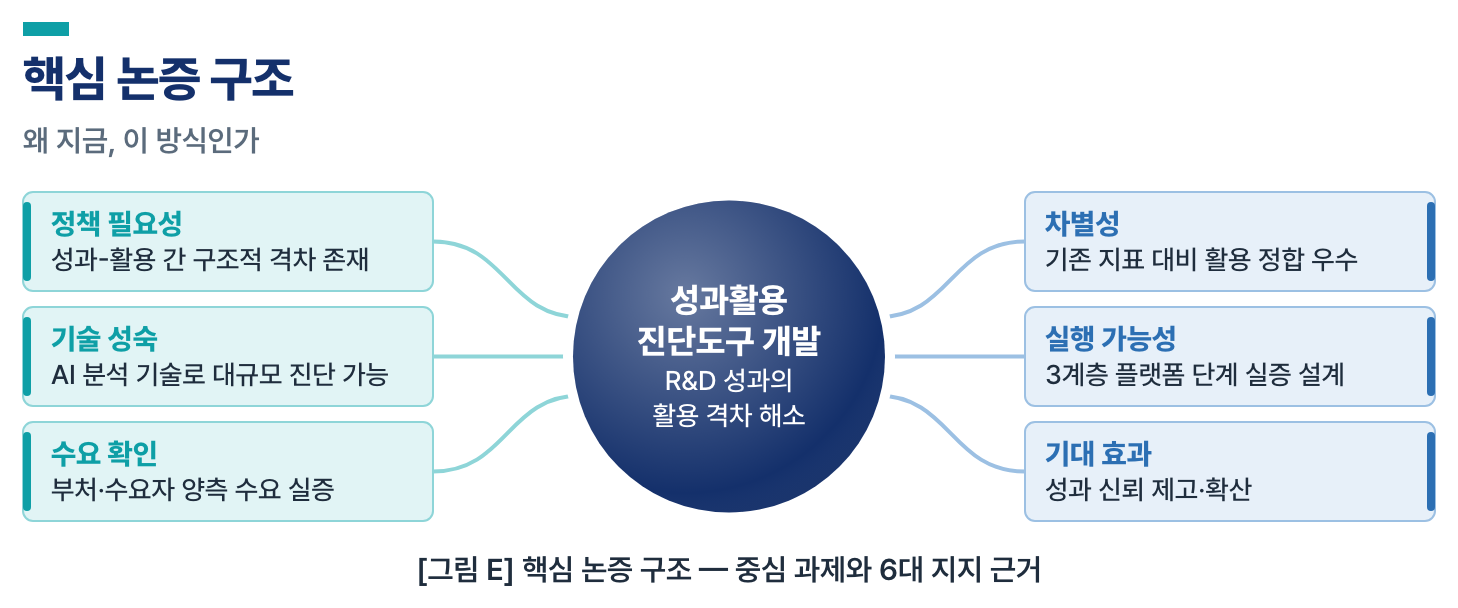 핵심 논증 구조
왜 지금, 이 방식인가
정책 필요성
성과-활용 간 구조적 격차 존재
기술 성숙
AI 분석 기술로 대규모 진단 가능
수요 확인
부처·수요자 양측 수요 실증
성과활용
진단도구 개발
R&D 성과의
활용 격차 해소
차별성
기존 지표 대비 활용 정합 우수
실행 가능성
3계층 플랫폼 단계 실증 설계
기대 효과
성과 신뢰 제고·확산
[그림 E] 핵심 논증 구조 — 중심 과제와 6대 지지 근거